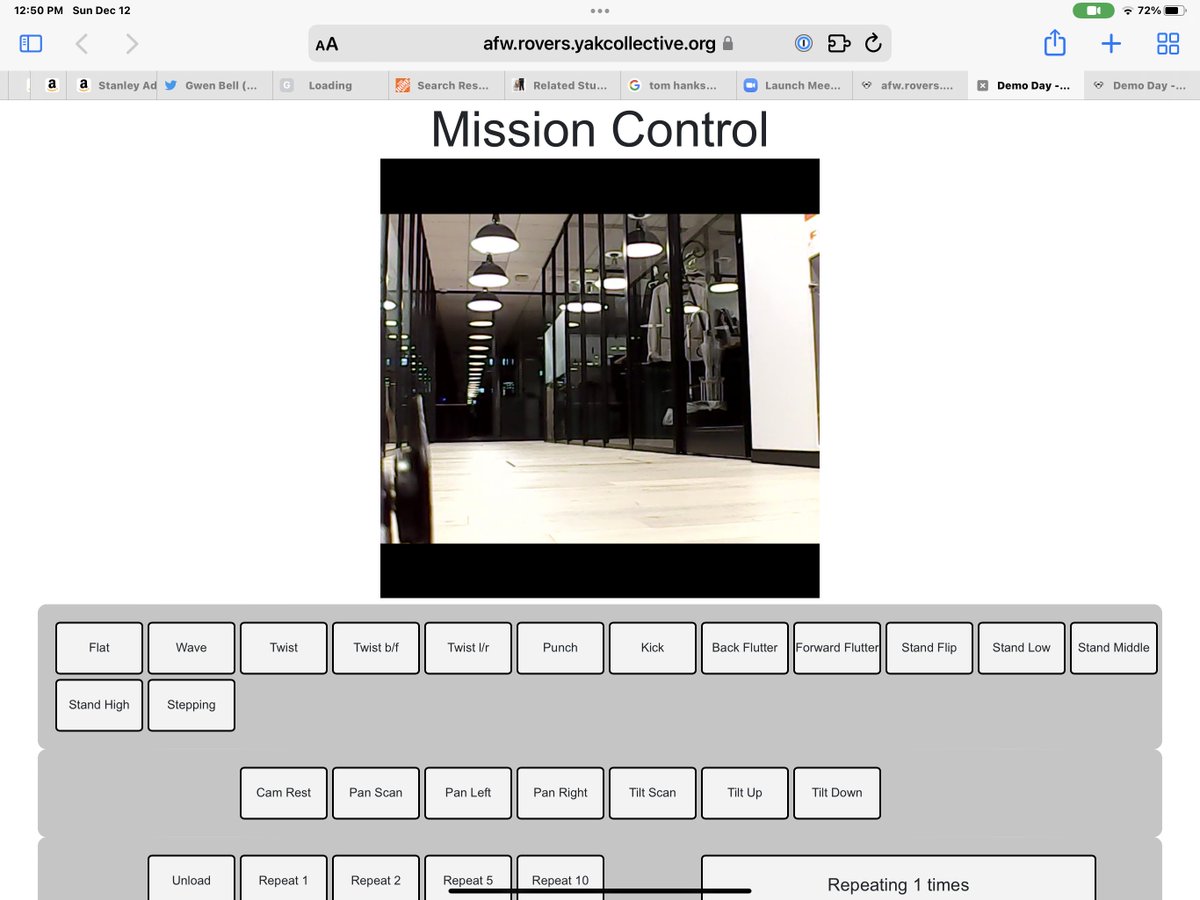 12:50 PM Sun Dec 12
72%
AA
afw.rovers.yakcollective.org
a
a Stanley Ad
Gwen Bell (...
G Loading
Search Res...
Related Stu...
G tom hanks...
Launch Mee...
afw.rovers....
Demo Day -...
Demo Day -...
Mission Control
Flat Wave Twist Twist b/f Twist l/r Punch Kick Back Flutter Forward Flutter Stand Flip Stand Low Stand Middle
Stand High Stepping
Cam Rest Pan Scan Pan Left Pan Right Tilt Scan Tilt Up Tilt Down
Unload Repeat 1 Repeat 2 Repeat 5 Repeat 10 Repeating 1 times